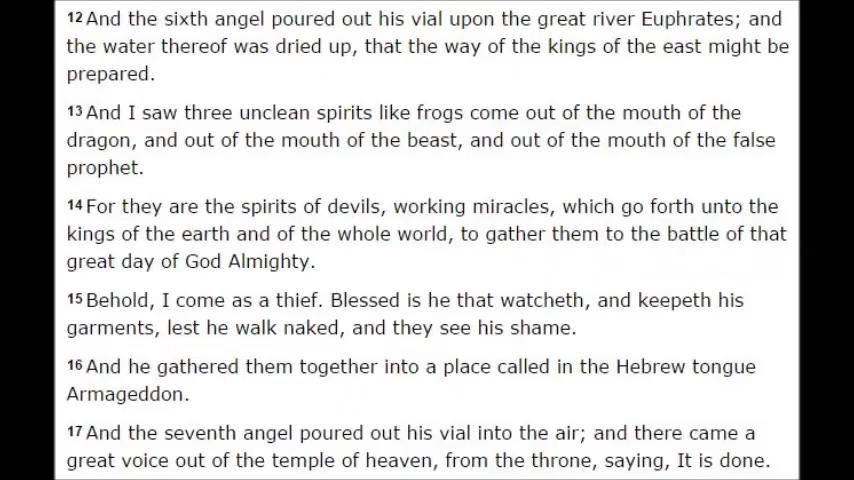 12 And the sixth angel poured out his vial upon the great river Euphrates; and
the water thereof was dried up, that the way of the kings of the east might be
prepared.
13 And I saw three unclean spirits like frogs come out of the mouth of the
dragon, and out of the mouth of the beast, and out of the mouth of the false
prophet.
14 For they are the spirits of devils, working miracles, which go forth unto the
kings of the earth and of the whole world, to gather them to the battle of that
great day of God Almighty.
15 Behold, I come as a thief. Blessed is he that watcheth, and keepeth his
garments, lest he walk naked, and they see his shame.
16 And he gathered them together into a place called in the Hebrew tongue
Armageddon.
17 And the seventh angel poured out his vial into the air; and there came a
great voice out of the temple of heaven, from the throne, saying, It is done.